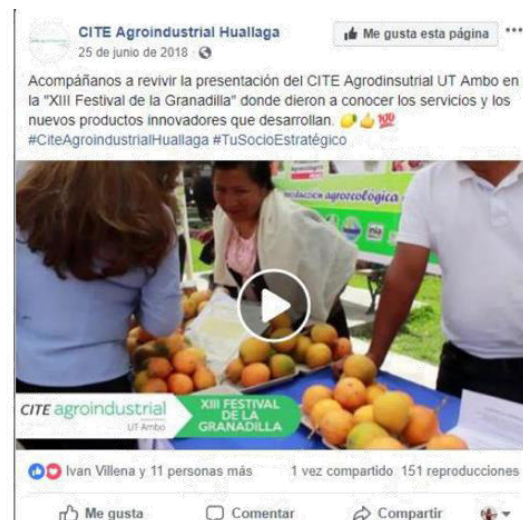 CITE Agroindustrial Huallaga
Me gusta esta página
25 de junio de 2018
Acompáñanos a revivir la presentación del CITE Agrodinsutrial UT Ambo en
la "XIII Festival de la Granadilla" donde dieron a conocer los servicios y los
nuevos productos innovadores que desarrollan. 🍋👍💯
#CiteAgroindustrialHuallaga #TuSocioEstratégico
agroecológica
CITE agroindustrial
UT Ambo
XIII FESTIVAL
DE LA
GRANADILLA
Ivan Villena y 11 personas más
1 vez compartido 151 reproducciones
Me gusta
Comentar
Compartir